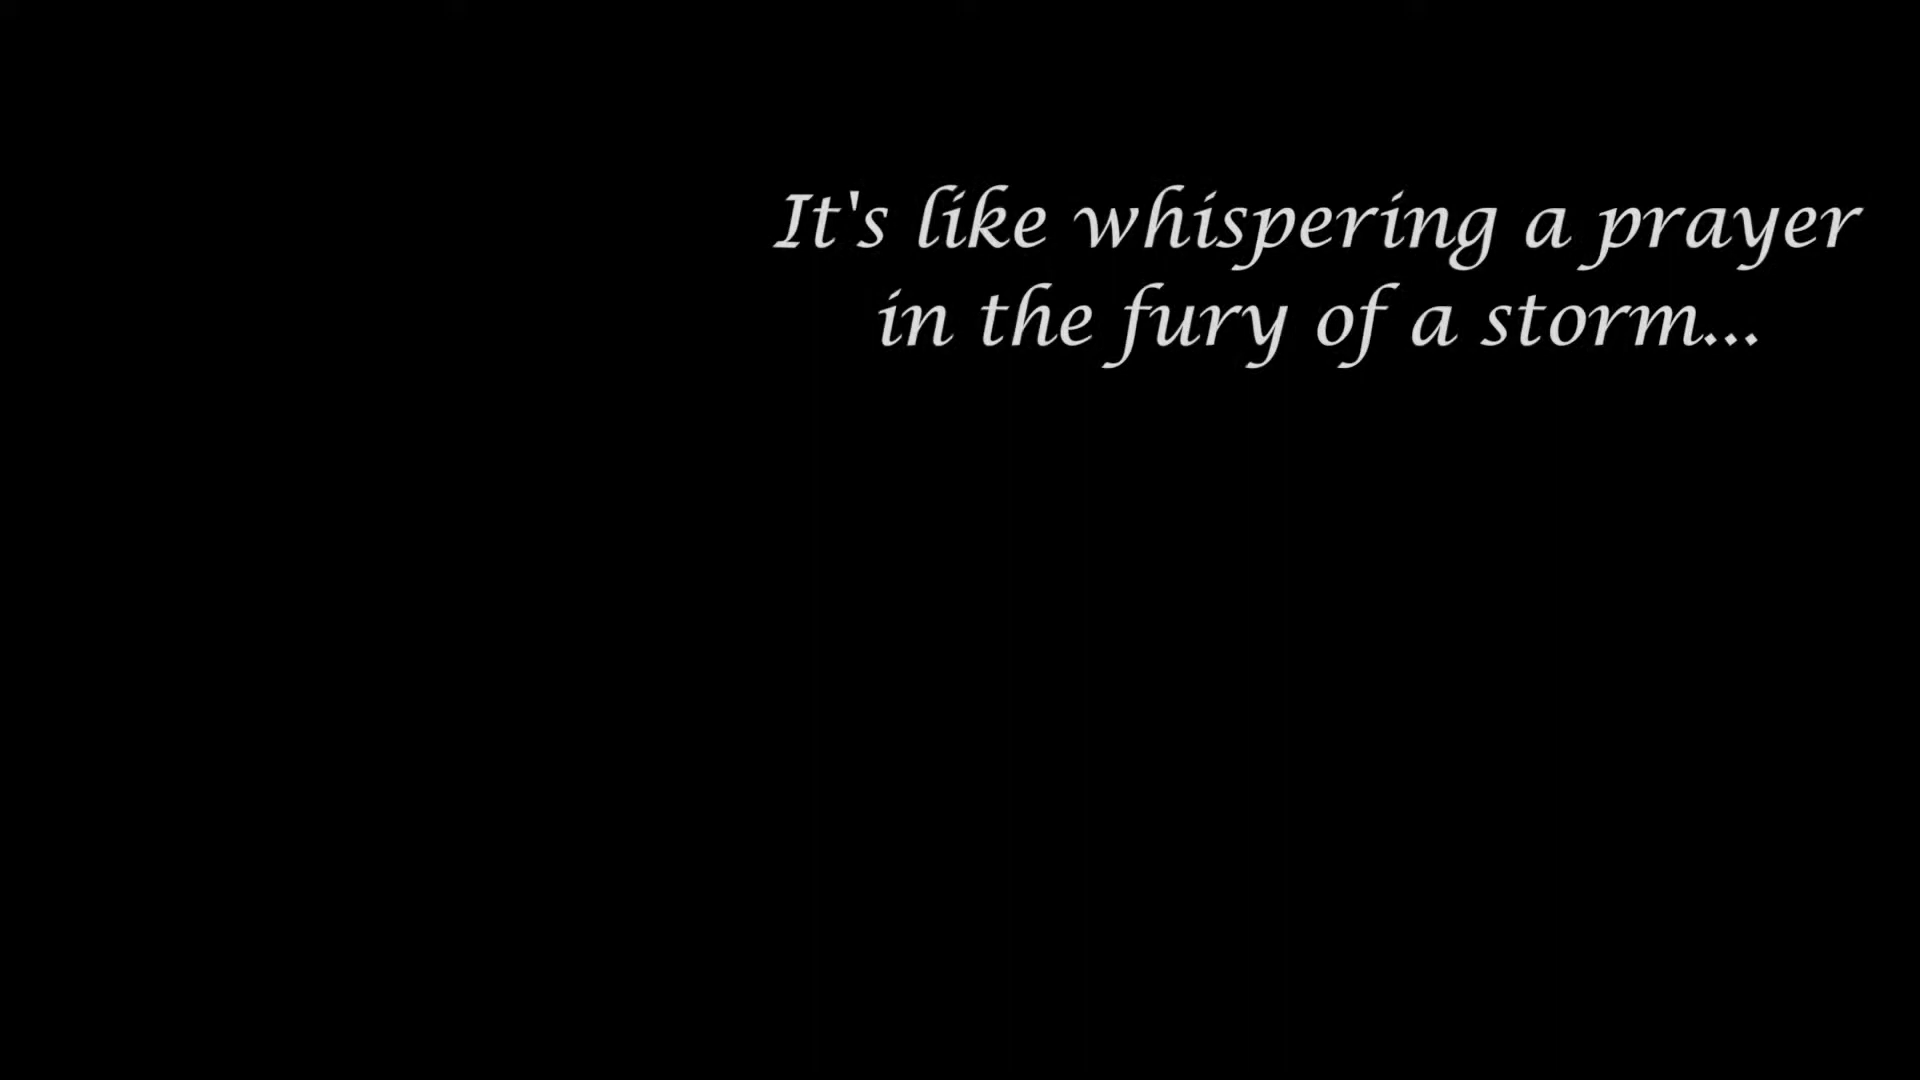 It's like whispering a prayer
in the fury of a storm...